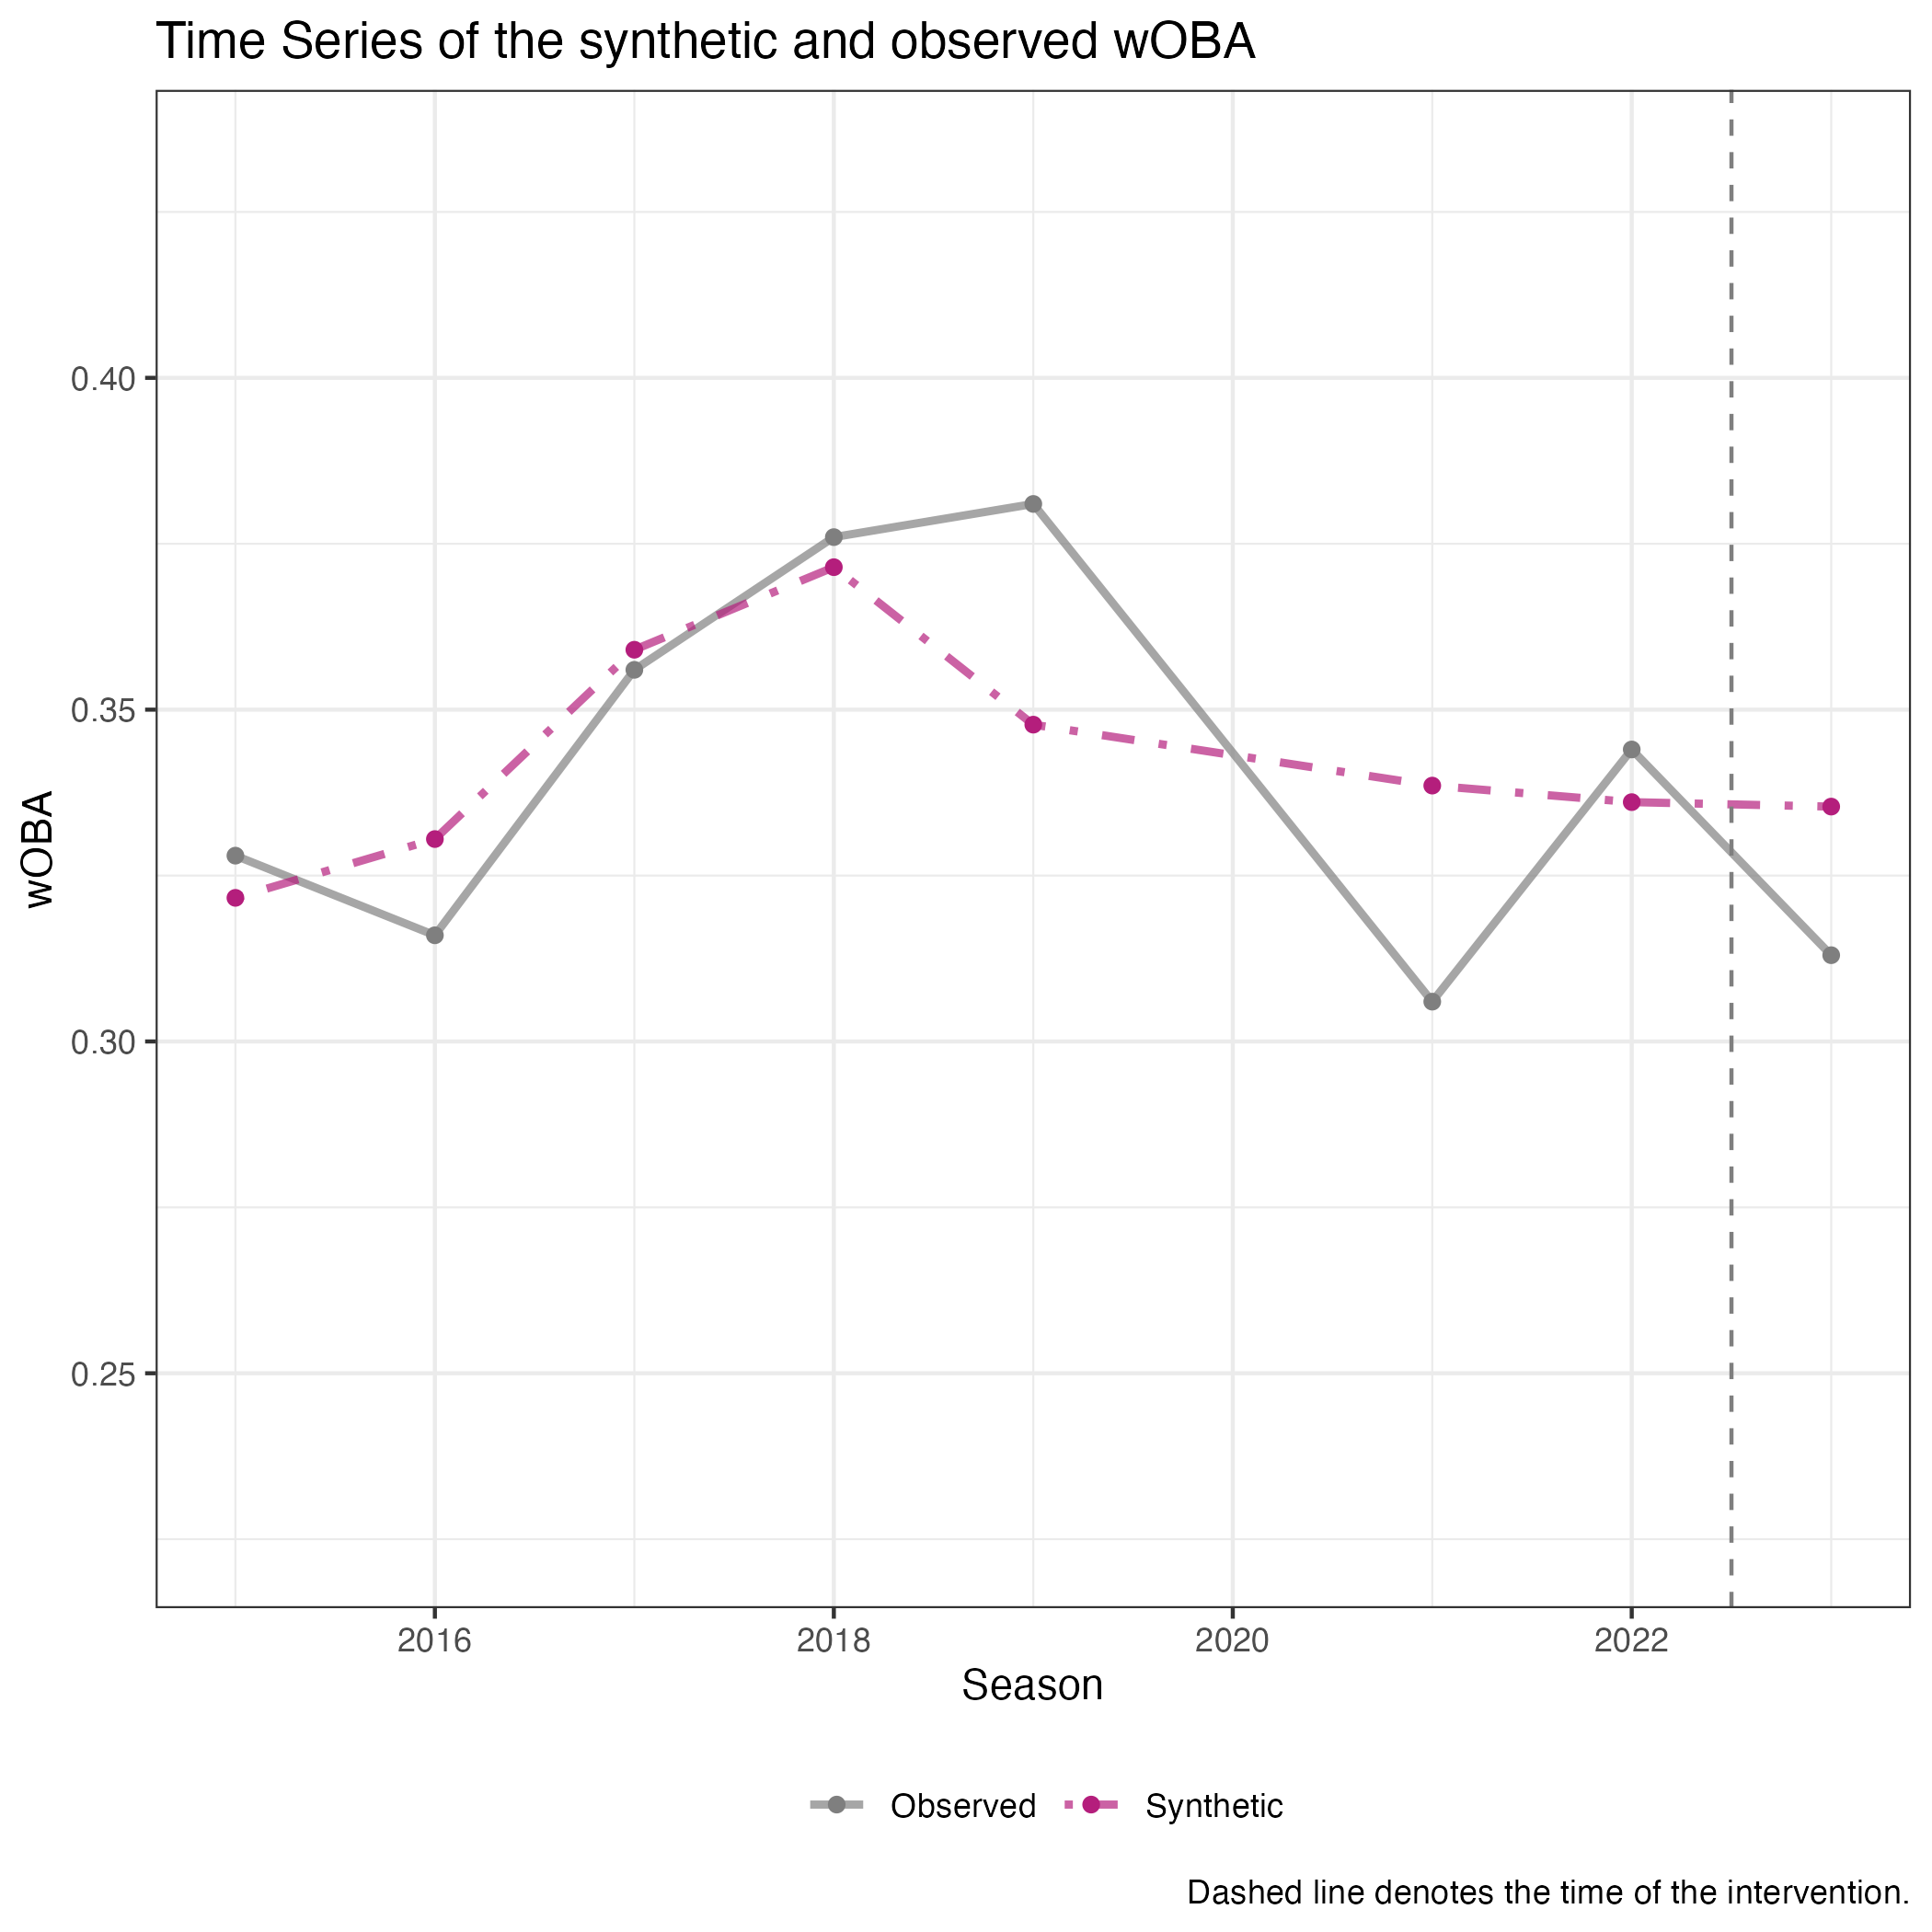 Time Series of the synthetic and observed wOBA
wOBA
0.40
0.35
0.30
0.25
2016 2018 2020 2022
Season
Observed Synthetic
Dashed line denotes the time of the intervention.